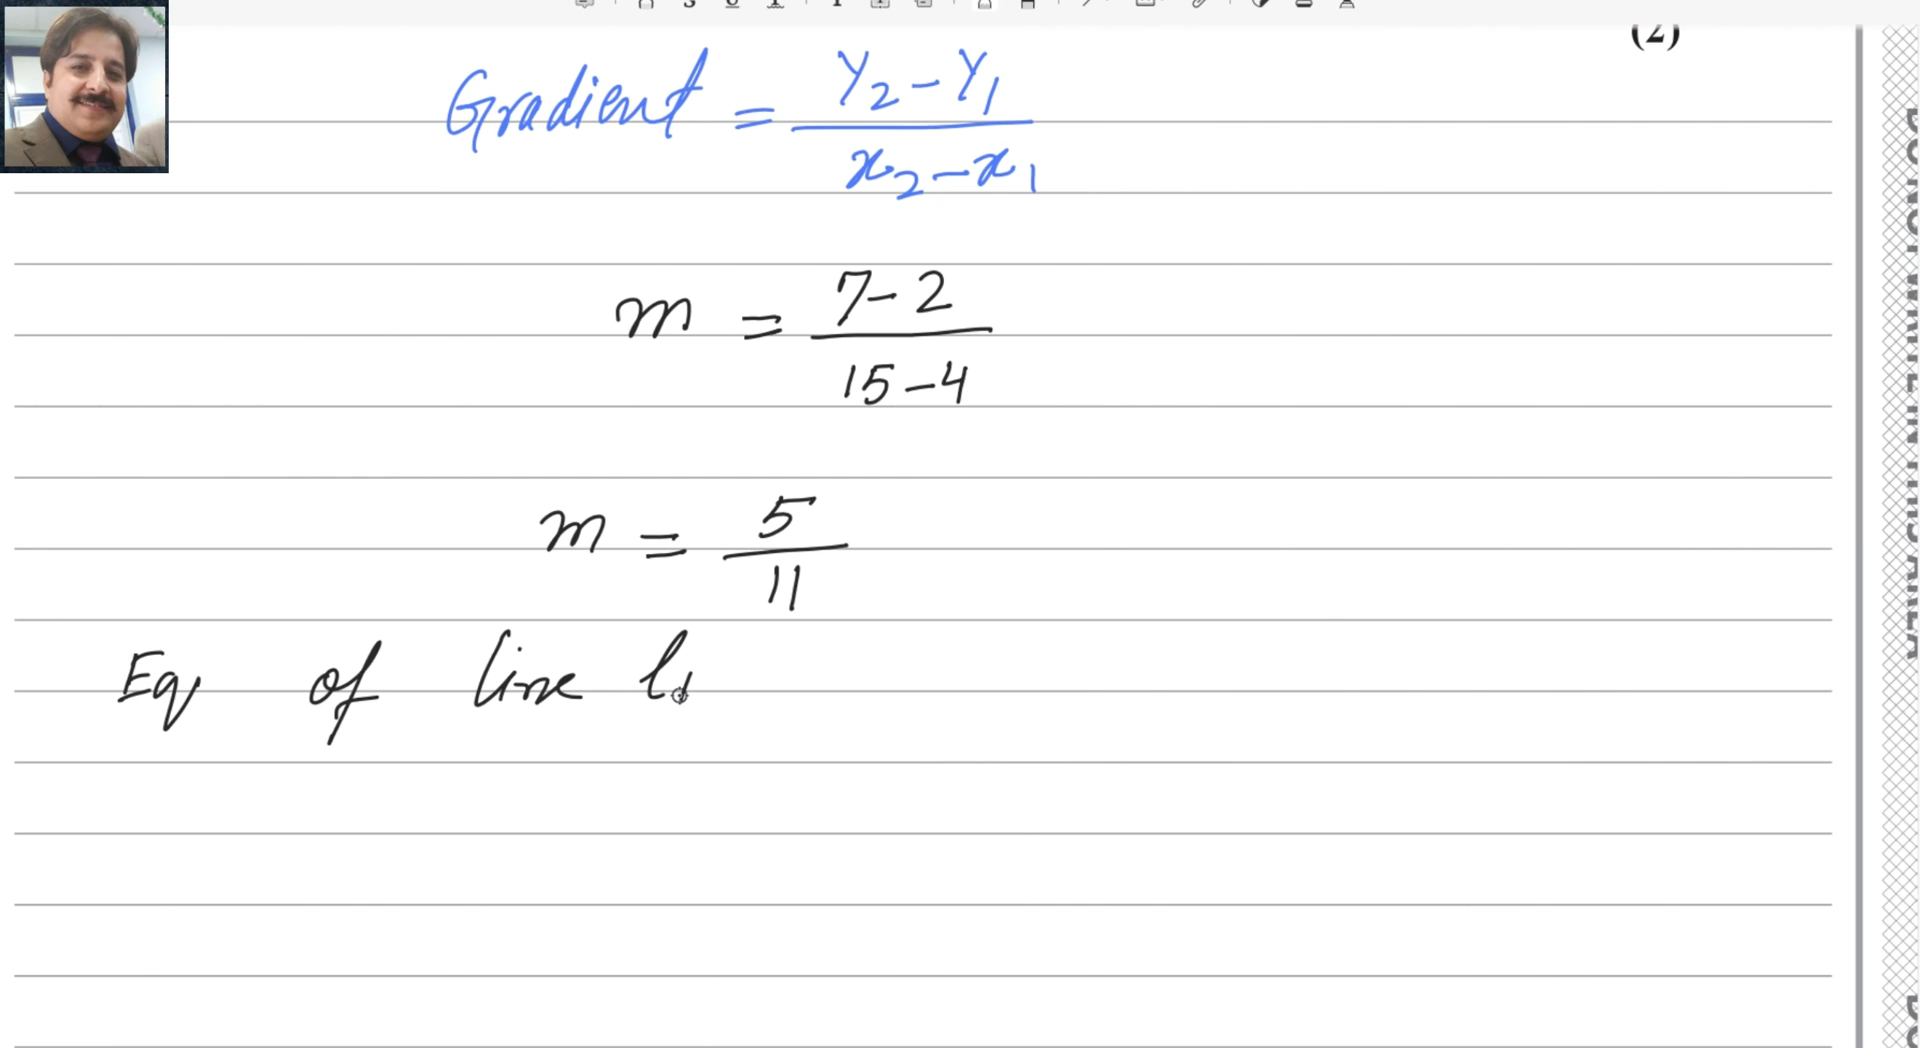 (2)
Gradient = Y₂-Y₁ / x₂-x₁
m = 7-2 / 15-4
m = 5 / 11
Eq of line l₁